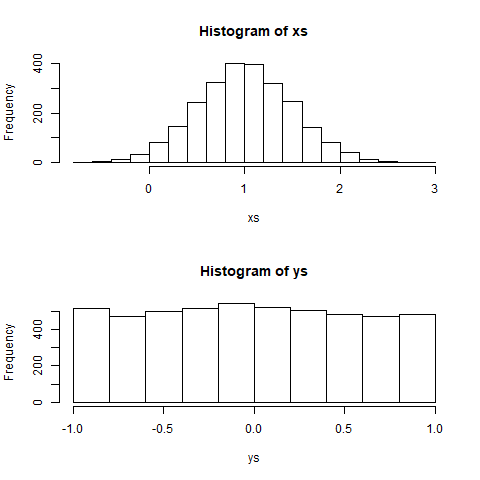 Histogram of xs
Frequency
0 200 400
0 1 2 3
xs
Histogram of ys
Frequency
0 200 400
-1.0 -0.5 0.0 0.5 1.0
ys